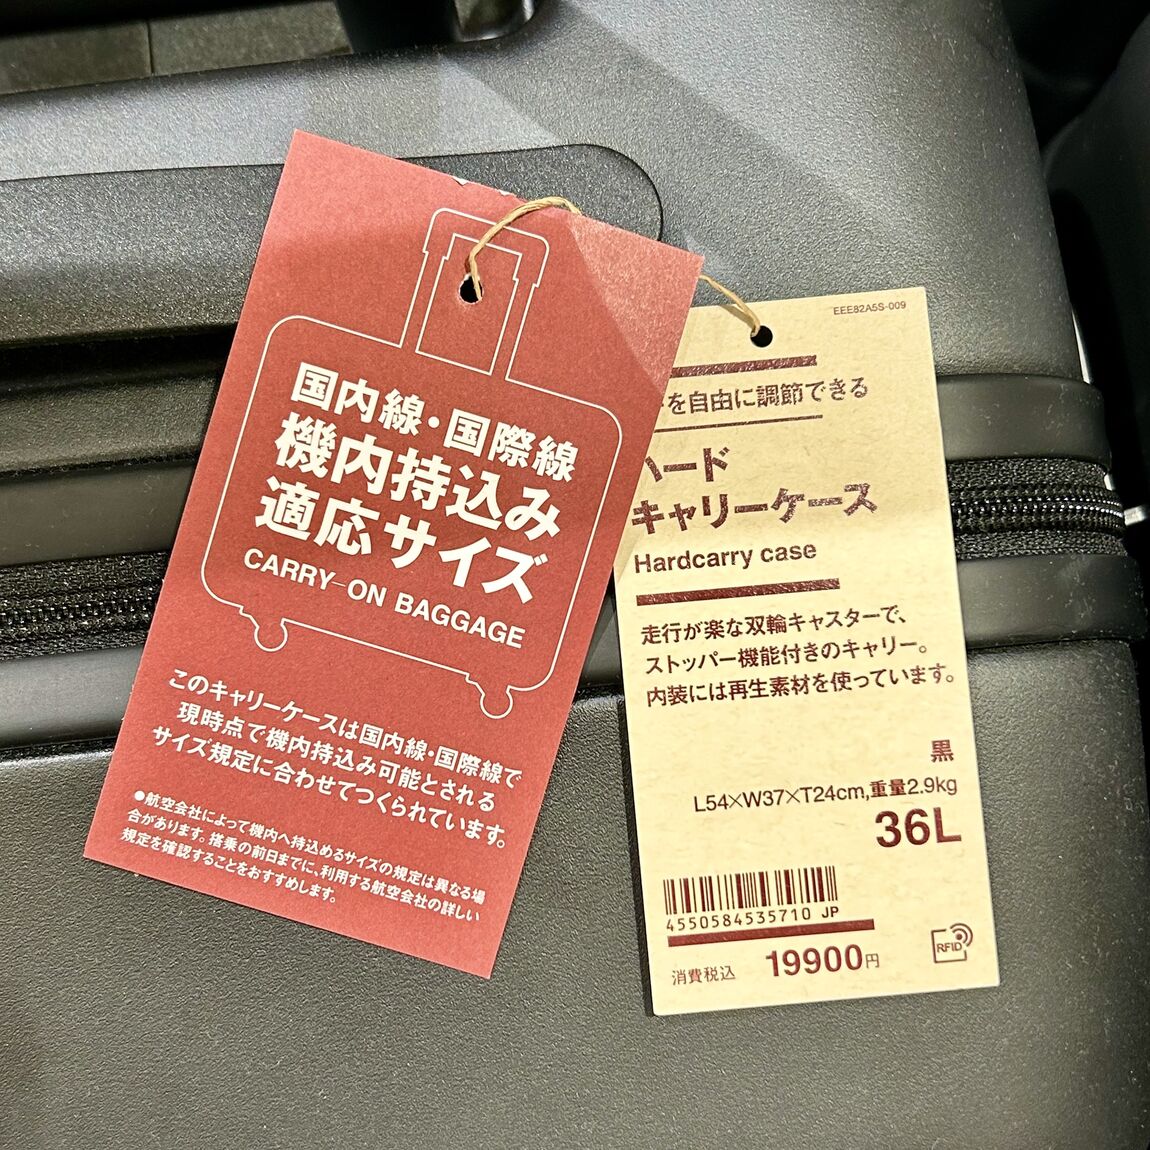 国内線・国際線
機内持込み
適応サイズ
CARRY-ON BAGGAGE
このキャリーケースは国内線・国際線で
現時点で機内持込み可能とされる
サイズ規定に合わせてつくられています。
●航空会社によって機内へ持込めるサイズの規定は異なる場
合があります。搭乗の前日までに、利用する航空会社の詳しい
規定を確認することをおすすめします。
EEE82A5S-009
を自由に調節できる
ハード
キャリーケース
Hardcarry case
走行が楽な双輪キャスターで、
ストッパー機能付きのキャリー。
内装には再生素材を使っています。
黒
L54×W37×T24cm,重量2.9kg
36L
4550584535710 JP
消費税込 19900円
RFID